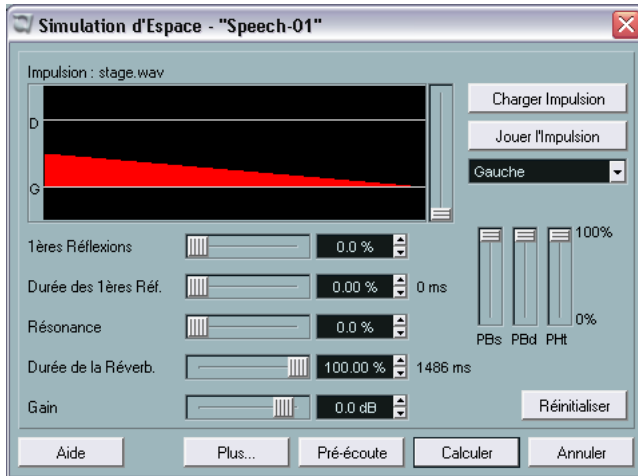 Simulation d'Espace - "Speech-01"
Impulsion : stage.wav
D
G
Charger Impulsion
Jouer l'Impulsion
Gauche
1ères Réflexions 0.0 %
Durée des 1ères Réf. 0.00 % 0 ms
Résonance 0.0 %
Durée de la Réverb. 100.00 % 1486 ms
Gain 0.0 dB
100%
0%
PBs PBd PHt
Réinitialiser
Aide Plus... Pré-écoute Calculer Annuler